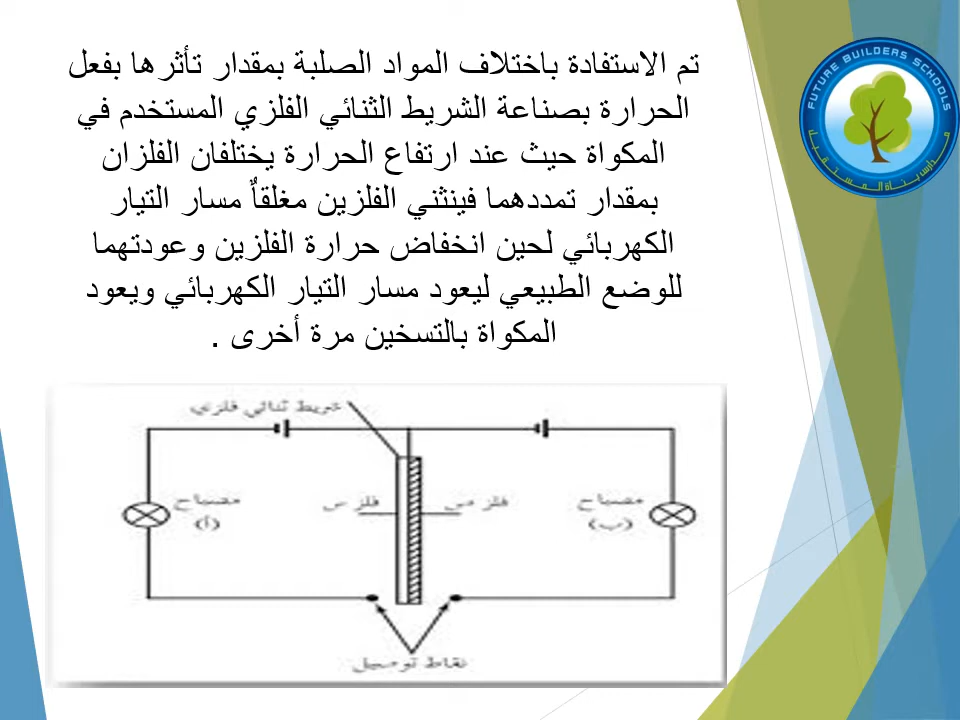 تم الاستفادة باختلاف المواد الصلبة بمقدار تأثرها بفعل
الحرارة بصناعة الشريط الثنائي الفلزي المستخدم في
المكواة حيث عند ارتفاع الحرارة يختلفان الفلزان
بمقدار تمددهما فينثني الفلزين مغلقاٌ مسار التيار
الكهربائي لحين انخفاض حرارة الفلزين وعودتهما
للوضع الطبيعي ليعود مسار التيار الكهربائي ويعود
المكواة بالتسخين مرة أخرى .
FUTURE BUILDERS SCHOOLS
مدارس بناة المستقبل
شريط ثنائي فلزي
مصباح
(أ)
فلز س
فلز ص
مصباح
(ب)
نقاط توصيل